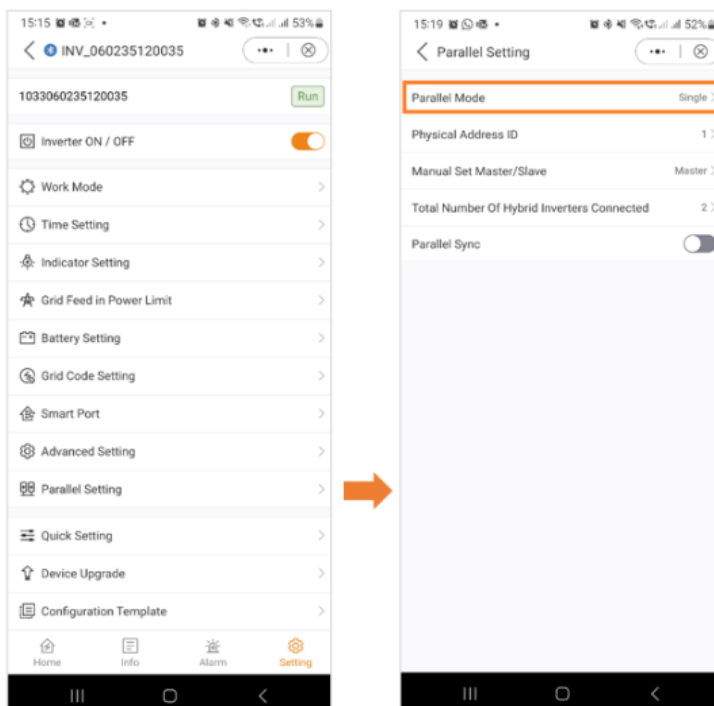 15:15 53%
INV_060235120035
1033060235120035 Run
Inverter ON / OFF
Work Mode
Time Setting
Indicator Setting
Grid Feed in Power Limit
Battery Setting
Grid Code Setting
Smart Port
Advanced Setting
Parallel Setting
Quick Setting
Device Upgrade
Configuration Template
Home Info Alarm Setting
15:19 52%
Parallel Setting
Parallel Mode Single
Physical Address ID 1
Manual Set Master/Slave Master
Total Number Of Hybrid Inverters Connected 2
Parallel Sync